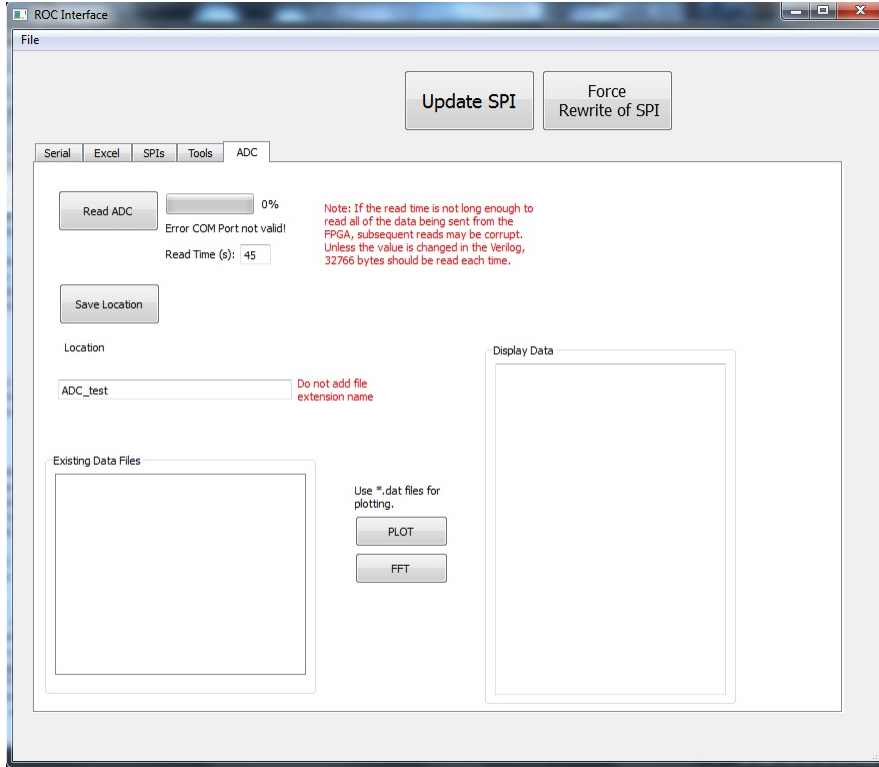 ROC Interface
File
Update SPI
Force
Rewrite of SPI
Serial
Excel
SPIs
Tools
ADC
Read ADC
0%
Error COM Port not valid!
Read Time (s): 45
Note: If the read time is not long enough to
read all of the data being sent from the
FPGA, subsequent reads may be corrupt.
Unless the value is changed in the Verilog,
32766 bytes should be read each time.
Save Location
Location
ADC_test
Do not add file
extension name
Display Data
Existing Data Files
Use *.dat files for
plotting.
PLOT
FFT